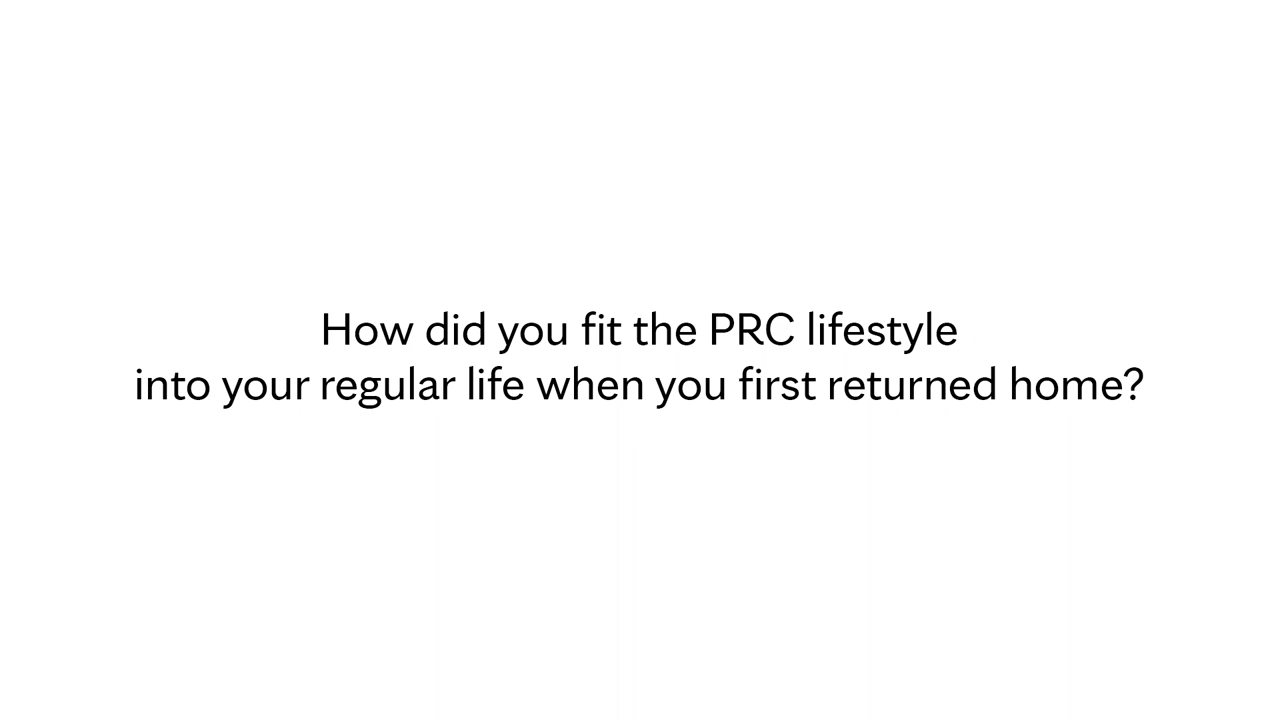 How did you fit the PRC lifestyle
into your regular life when you first returned home?